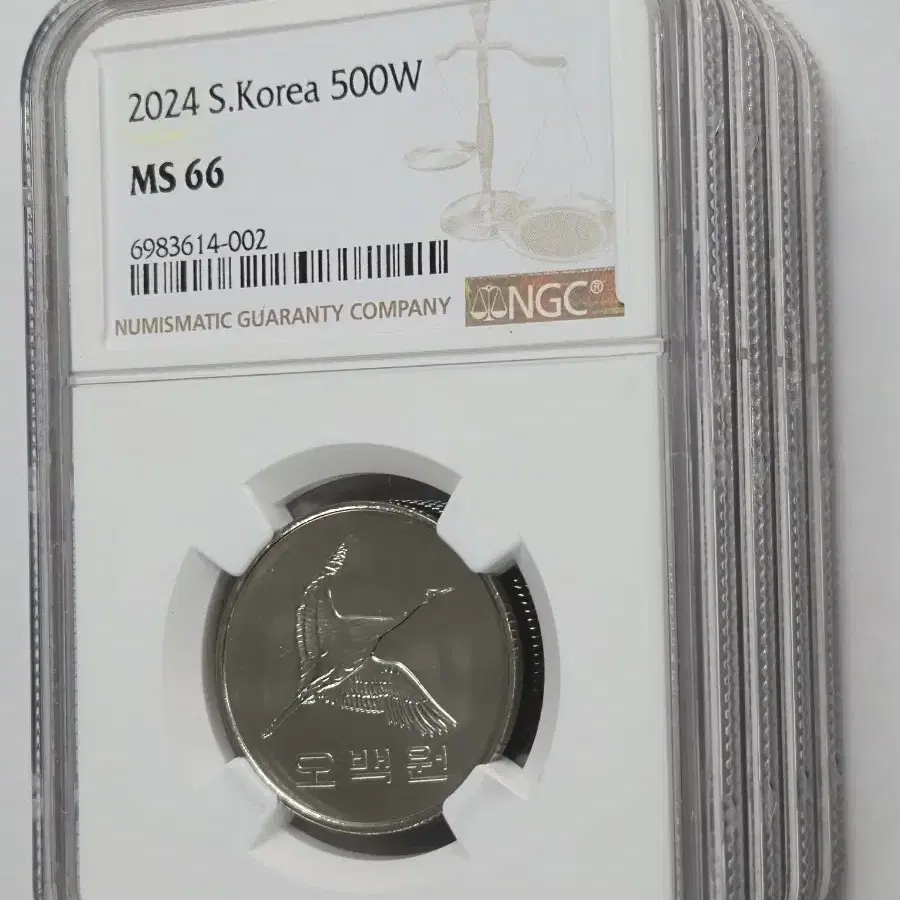 2024 S.Korea 500W
MS 66
6983614-002
NUMISMATIC GUARANTY COMPANY
NGC®
오백원